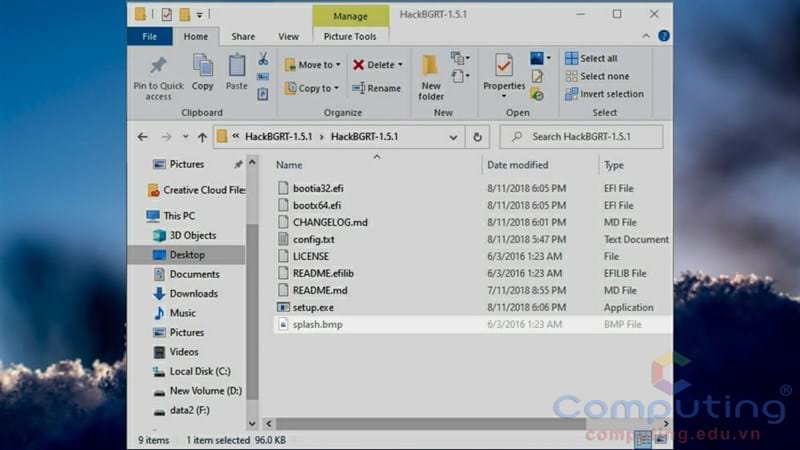 Manage
HackBGRT-1.5.1
File
Home
Share
View
Picture Tools
Pin to Quick access
Copy
Paste
Clipboard
Move to
Copy to
Delete
Rename
Organize
New folder
New
Properties
Open
Select all
Select none
Invert selection
Select
HackBGRT-1.5.1 > HackBGRT-1.5.1
Search HackBGRT-1.5.1
Pictures
Creative Cloud Files
This PC
3D Objects
Desktop
Documents
Downloads
Music
Pictures
Videos
Local Disk (C:)
New Volume (D:)
data2 (F:)
Name Date modified Type
bootia32.efi 8/11/2018 6:05 PM EFI File
bootx64.efi 8/11/2018 6:05 PM EFI File
CHANGELOG.md 8/11/2018 6:01 PM MD File
config.txt 8/11/2018 5:47 PM Text Document
LICENSE 6/3/2016 1:23 AM File
README.efilib 6/3/2016 1:23 AM EFILIB File
README.md 7/11/2018 8:55 PM MD File
setup.exe 8/11/2018 6:06 PM Application
splash.bmp 6/3/2016 1:23 AM BMP File
9 items 1 item selected 96.0 KB
Computing®
computing.edu.vn